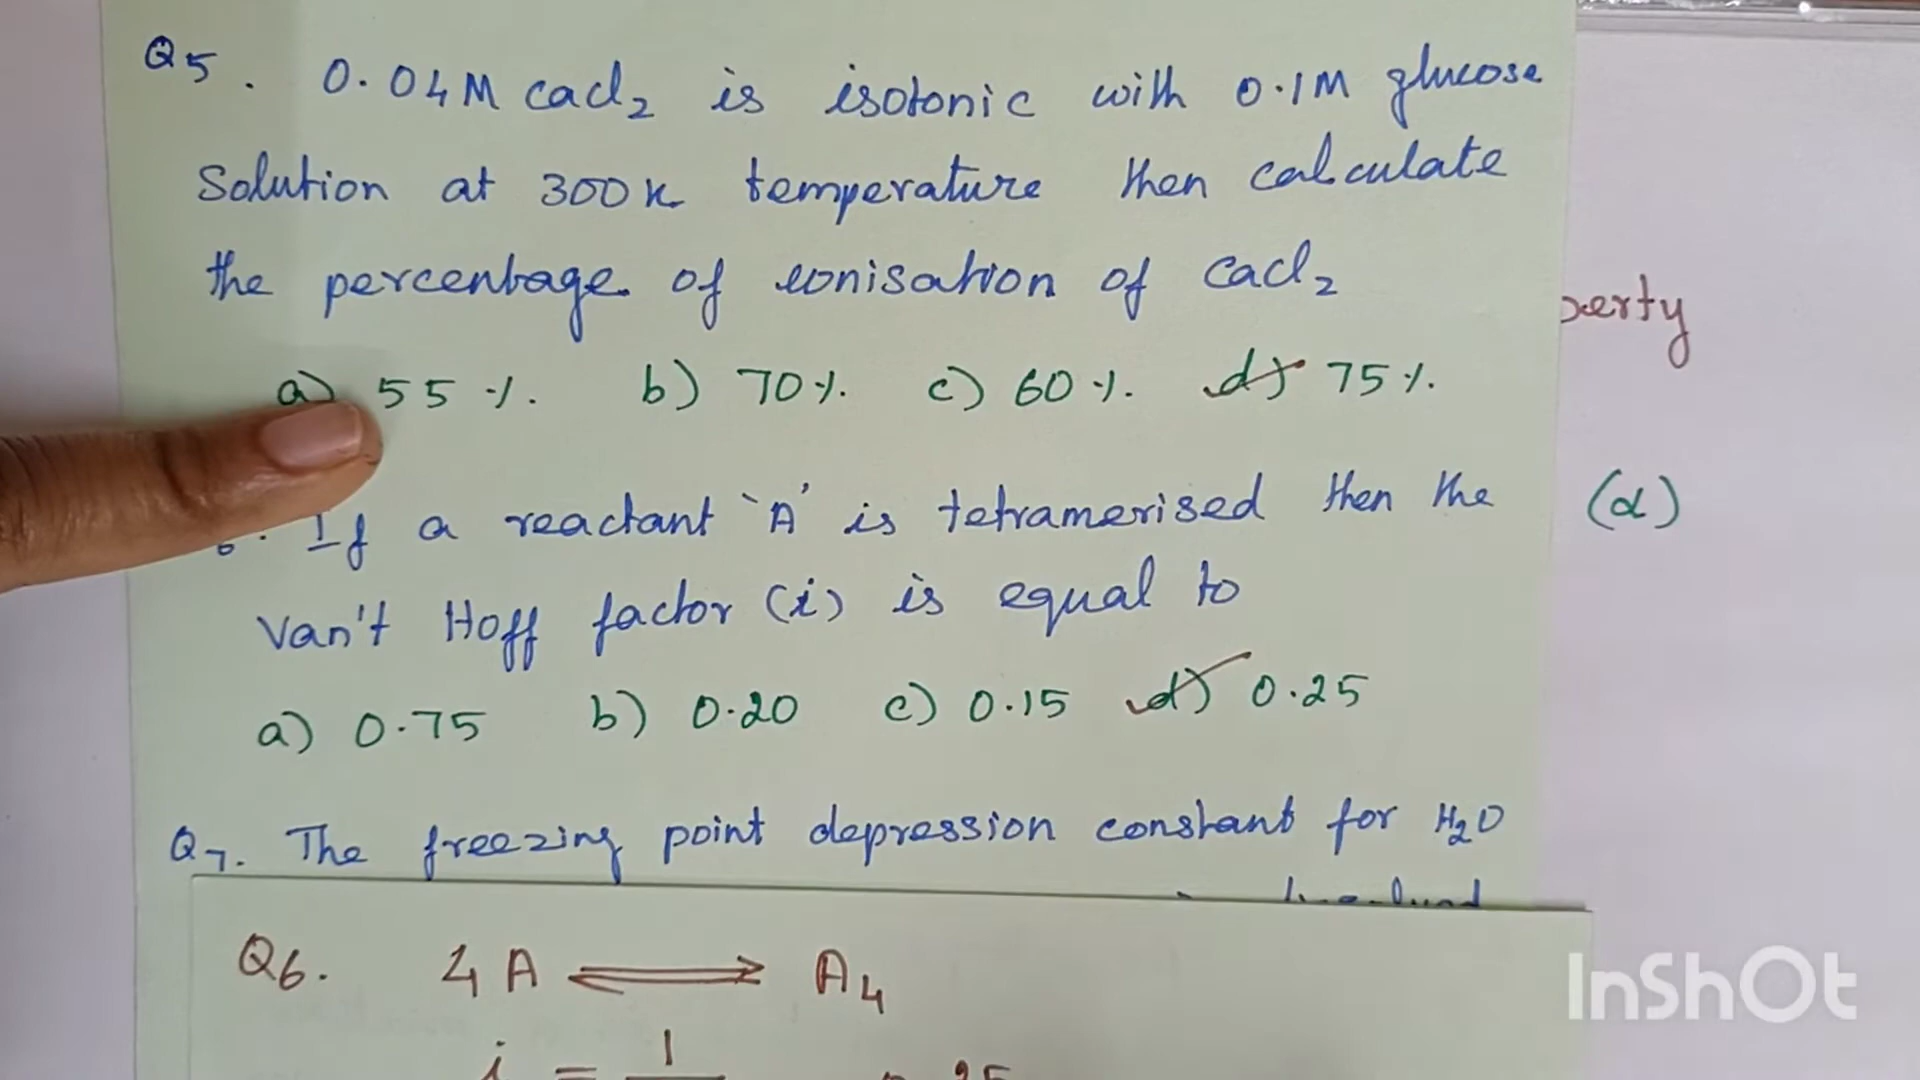 Q5. 0.04M cacl₂ is isotonic with 0.1M glucose
Solution at 300K temperature then calculate
the percentage of ionisation of cacl₂
a) 55%. b) 70%. c) 60%. d) 75%.
If a reactant 'A' is tetramerised then the
Van't Hoff factor (i) is equal to
a) 0.75 b) 0.20 c) 0.15 d) 0.25
Q7. The freezing point depression constant for H₂O
Q6. 4A ⇌ A₄
i = 1
(α)
InShOt